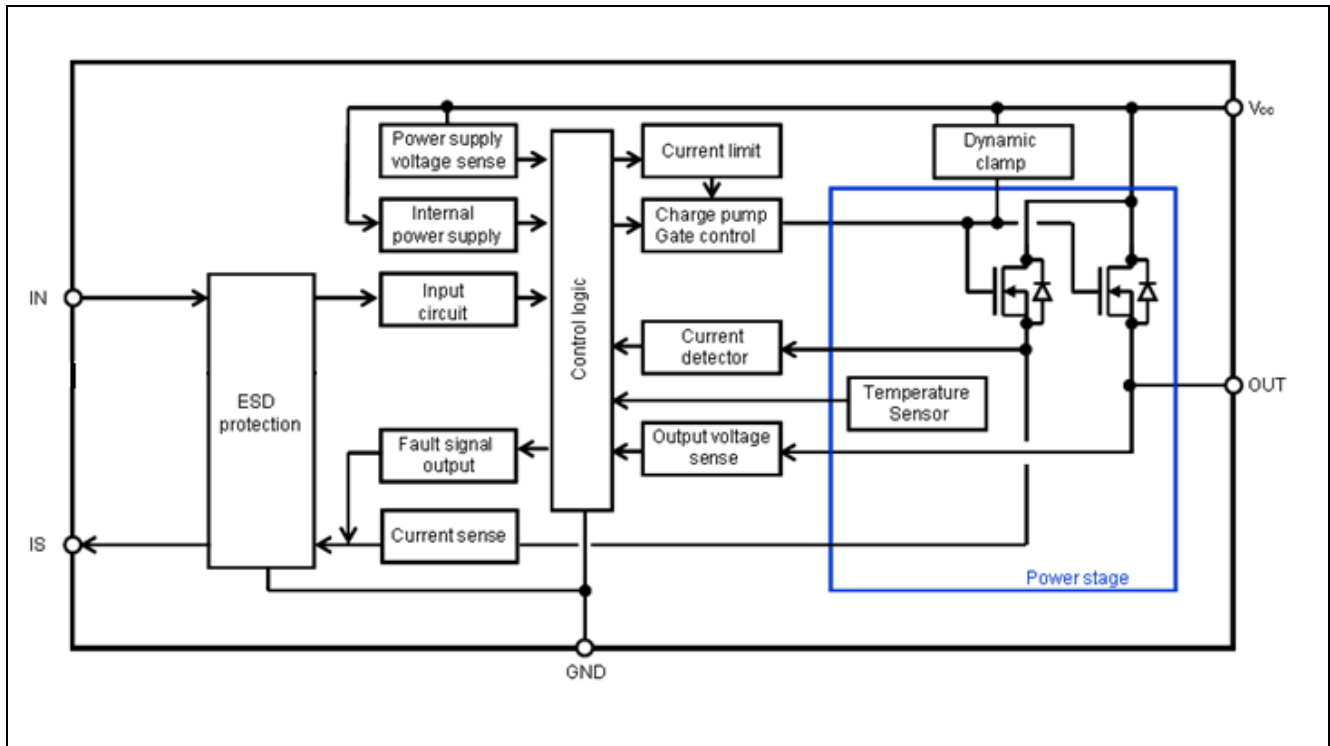 Vcc
Power supply
voltage sense
Current limit
Dynamic
clamp
Internal
power supply
Charge pump
Gate control
IN
Input
circuit
Control logic
Current
detector
OUT
ESD
protection
Temperature
Sensor
Fault signal
output
Output voltage
sense
IS
Current sense
Power stage
GND